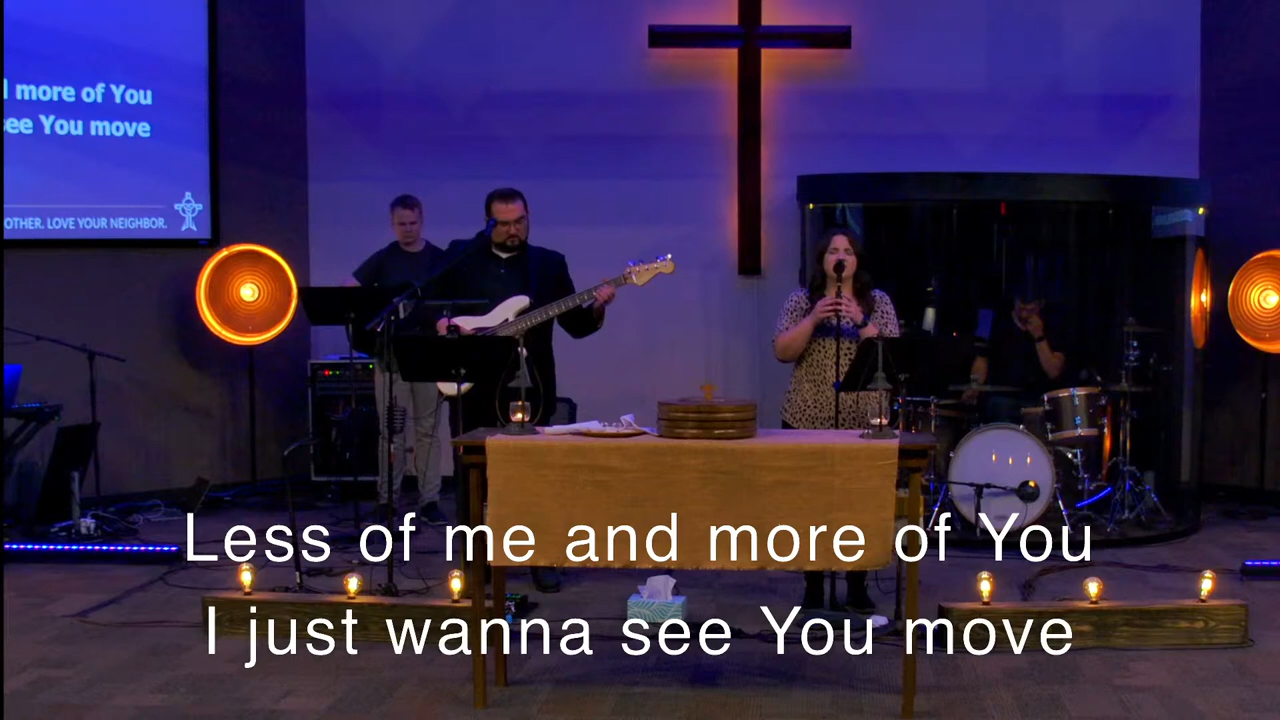 more of You
see You move
OTHER. LOVE YOUR NEIGHBOR.
Less of me and more of You
I just wanna see You move